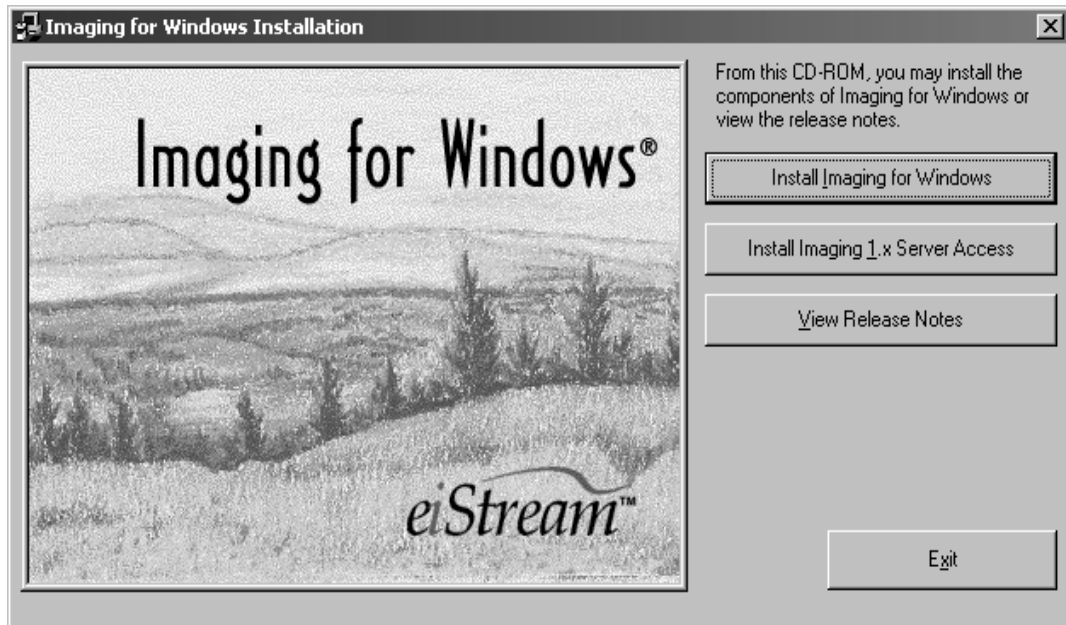 Imaging for Windows Installation
Imaging for Windows®
eiStream™
From this CD-ROM, you may install the
components of Imaging for Windows or
view the release notes.
Install Imaging for Windows
Install Imaging 1.x Server Access
View Release Notes
Exit